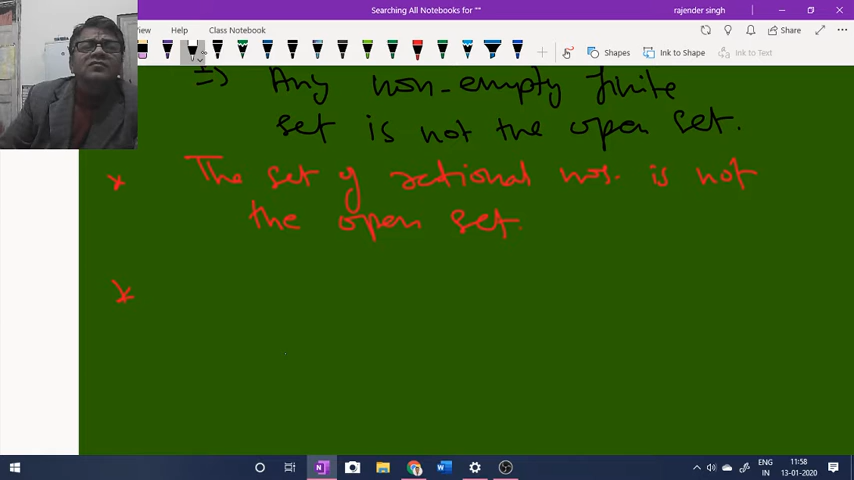 Searching All Notebooks for ""
rajender singh
View Help Class Notebook
Share
Shapes Ink to Shape Ink to Text
I) Any non-empty finite
set is not the open set.
* The set of rational nos. is not
the open set.
*
ENG 11:58
IN 13-01-2020